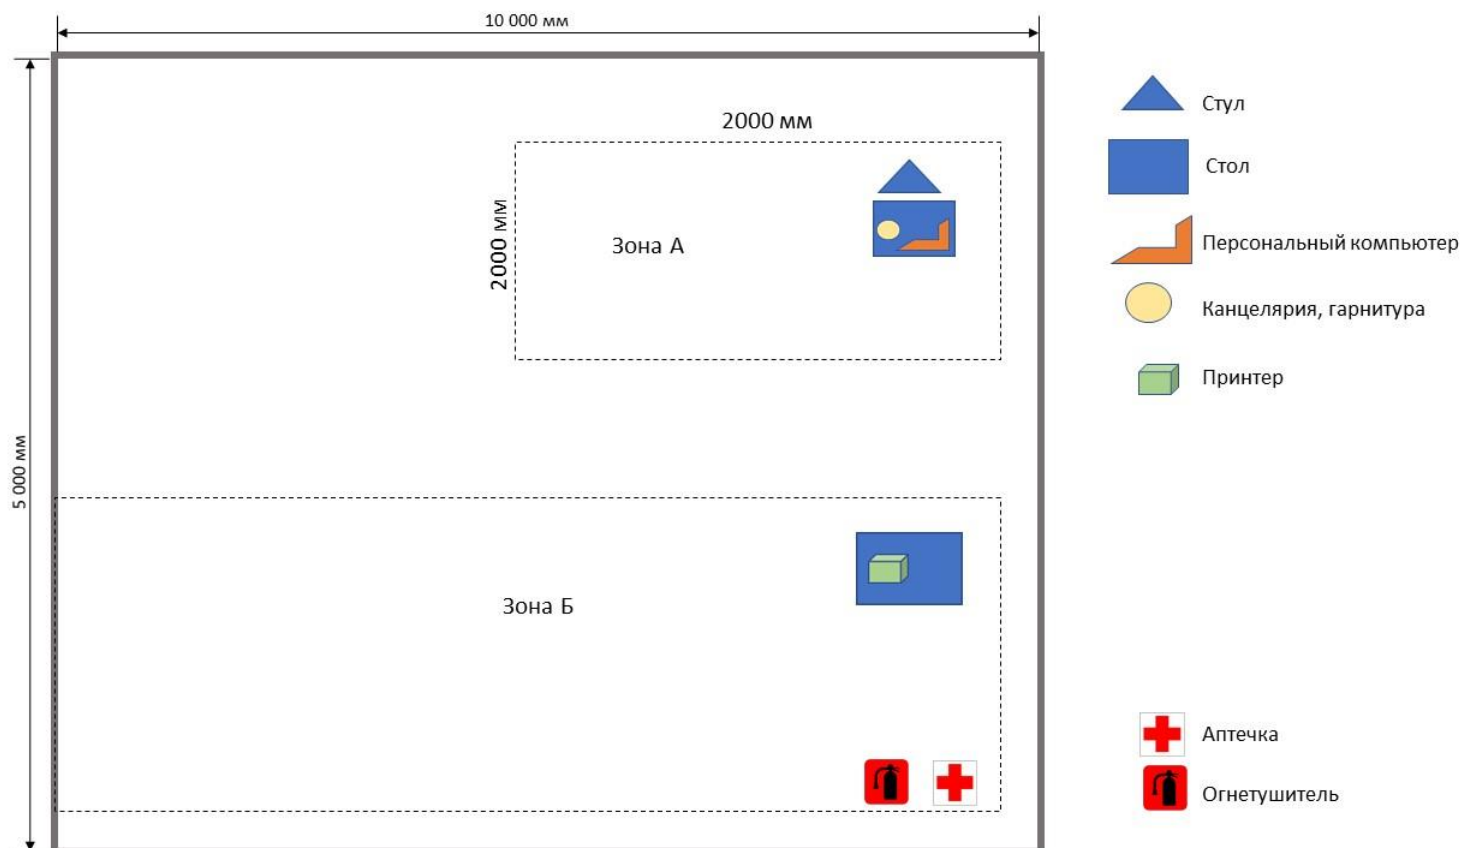 10 000 мм
Стул
2000 мм
Стол
2000 мм
Зона А
Персональный компьютер
Канцелярия, гарнитура
Принтер
5 000 мм
Зона Б
Аптечка
Огнетушитель